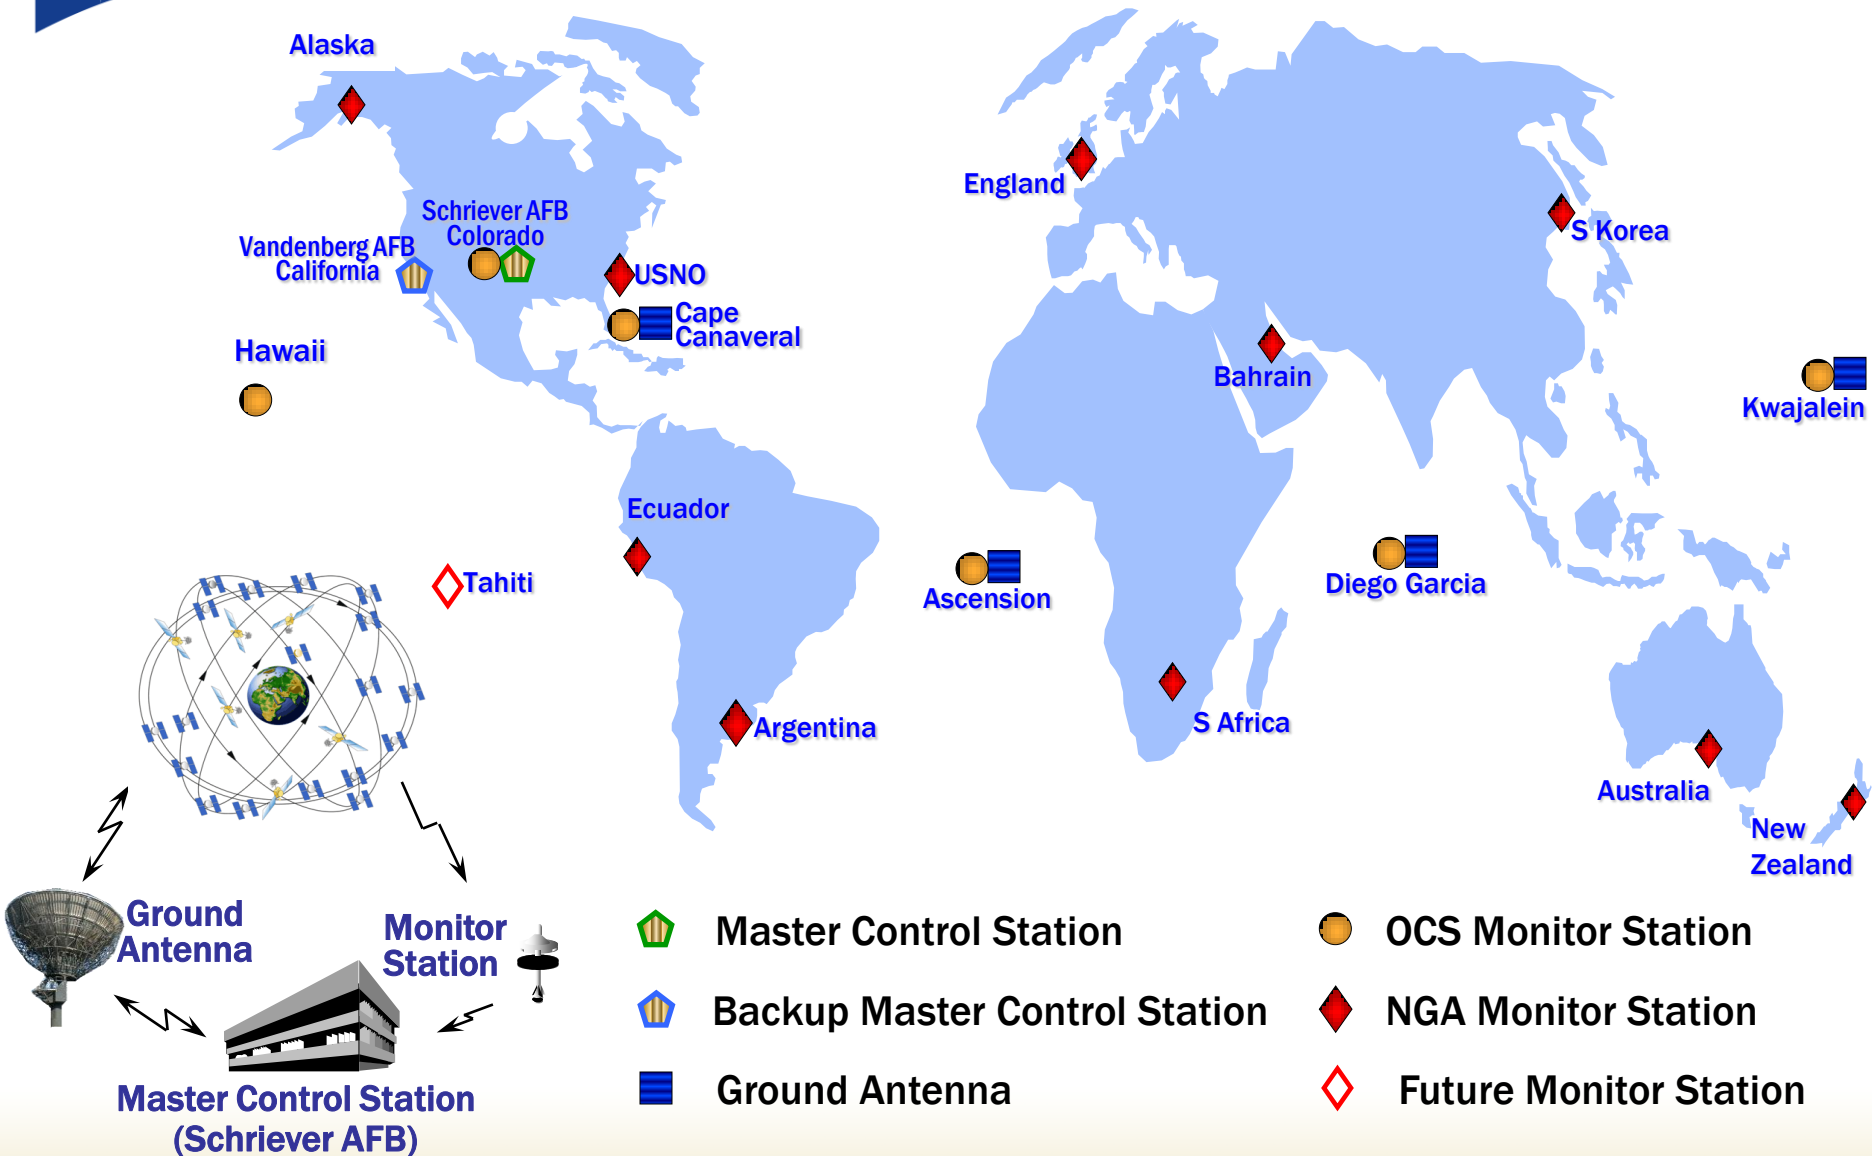 Alaska
England
Schriever AFB
Colorado
S Korea
Vandenberg AFB
California
USNO
Cape
Canaveral
Hawaii
Bahrain
Kwajalein
Ecuador
Tahiti
Ascension
Diego Garcia
Argentina
S Africa
Australia
New
Zealand
Ground
Antenna
Monitor
Station
Master Control Station
(Schriever AFB)
Master Control Station
Backup Master Control Station
Ground Antenna
OCS Monitor Station
NGA Monitor Station
Future Monitor Station